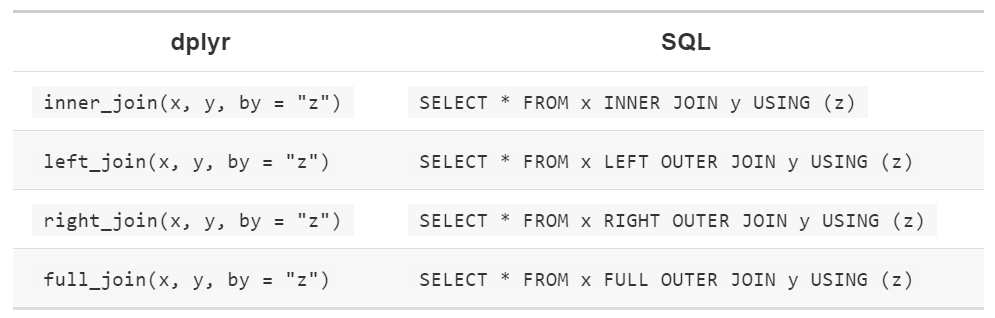 dplyr SQL
inner_join(x, y, by = "z") SELECT * FROM x INNER JOIN y USING (z)
left_join(x, y, by = "z") SELECT * FROM x LEFT OUTER JOIN y USING (z)
right_join(x, y, by = "z") SELECT * FROM x RIGHT OUTER JOIN y USING (z)
full_join(x, y, by = "z") SELECT * FROM x FULL OUTER JOIN y USING (z)